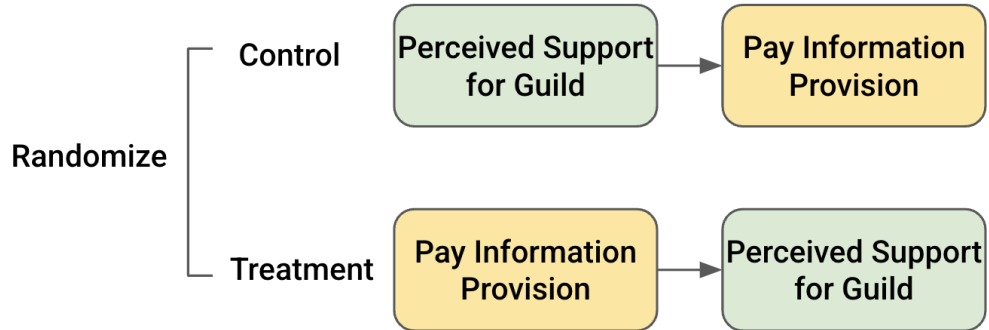 Randomize
Control
Perceived Support
for Guild
Pay Information
Provision
Treatment
Pay Information
Provision
Perceived Support
for Guild